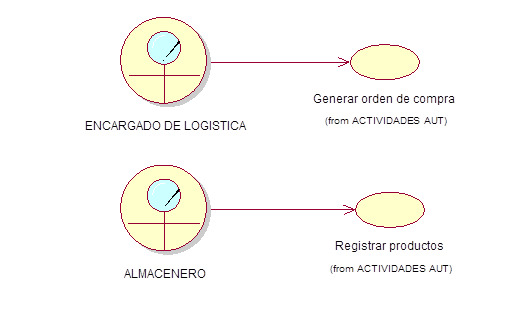 Generar orden de compra
(from ACTIVIDADES AUT)
ENCARGADO DE LOGISTICA
Registrar productos
(from ACTIVIDADES AUT)
ALMACENERO